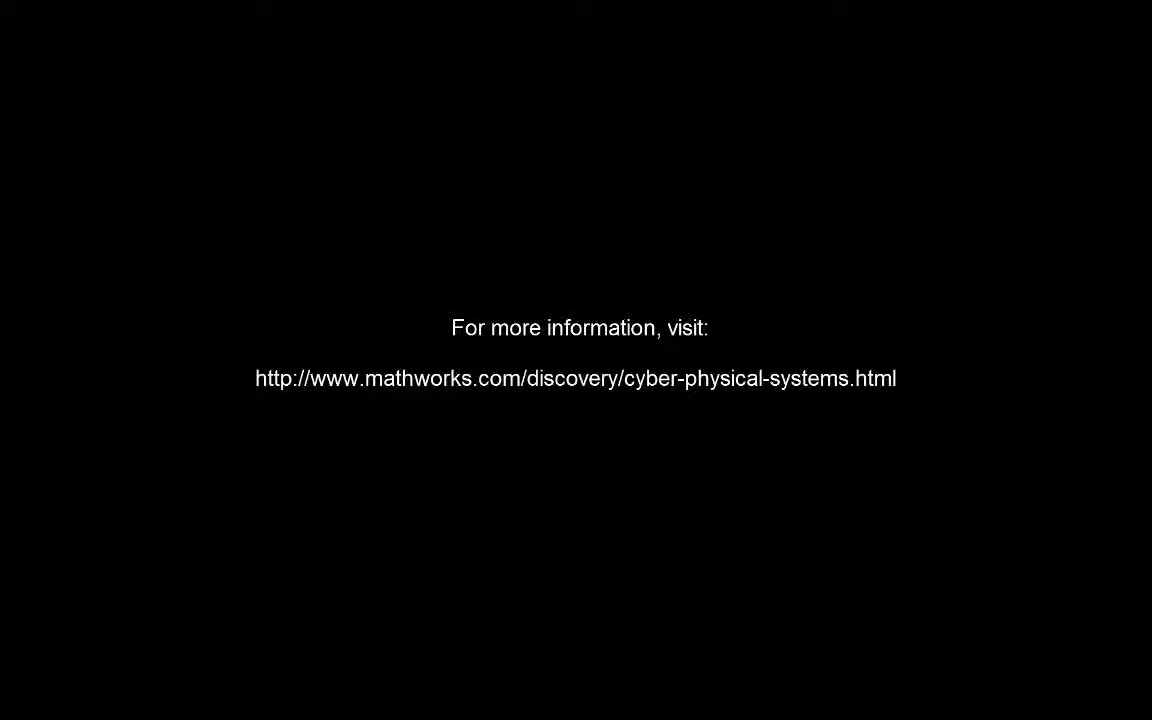 For more information, visit:
http://www.mathworks.com/discovery/cyber-physical-systems.html